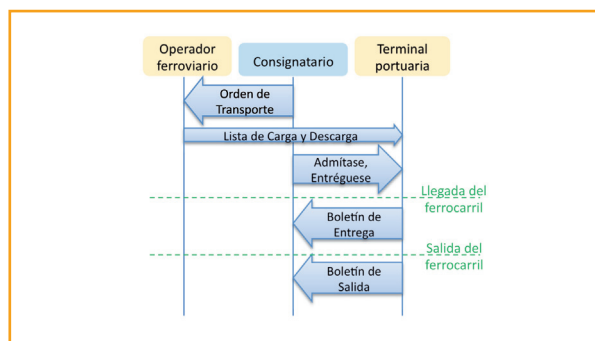 Operador
ferroviario
Consignatario
Terminal
portuaria
Orden de
Transporte
Lista de Carga y Descarga
Admítase,
Entréguese
Llegada del
ferrocarril
Boletín de
Entrega
Salida del
ferrocarril
Boletín de
Salida